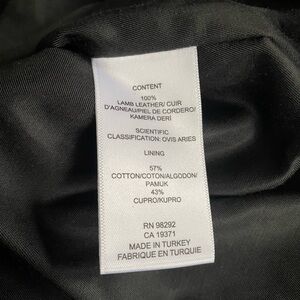 CONTENT
100%
LAMB LEATHER/ CUIR
D'AGNEAU/PIEL DE CORDERO/
KAMERA DERİ
SCIENTIFIC
CLASSIFICATION: OVIS ARIES
LINING
57%
COTTON/COTON/ALGODON/
PAMUK
43%
CUPRO/KUPRO
RN 98292
CA 19371
MADE IN TURKEY
FABRIQUE EN TURQUIE